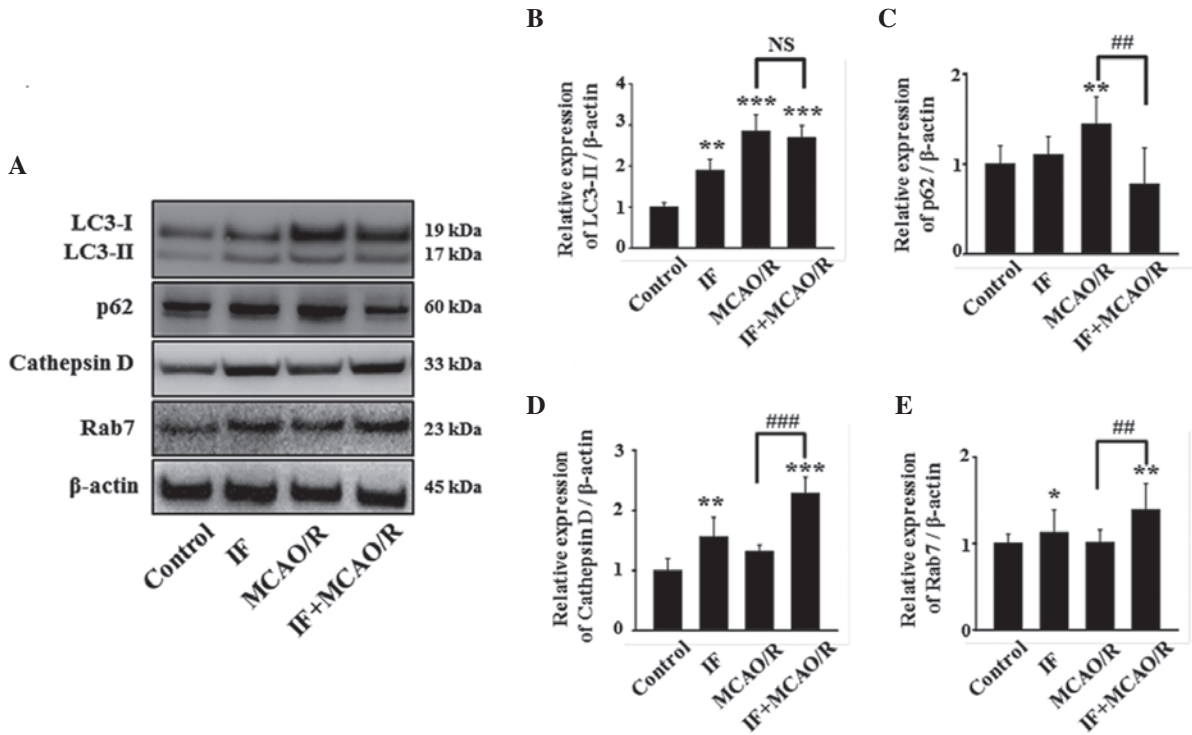 A
LC3-I
19 kDa
LC3-II
17 kDa
p62
60 kDa
Cathepsin D
33 kDa
Rab7
23 kDa
β-actin
45 kDa
Control
IF
MCAO/R
IF+MCAO/R
B
Relative expression
of LC3-II / β-actin
4
3
2
1
0
**
***
***
NS
Control
IF
MCAO/R
IF+MCAO/R
C
Relative expression
of p62 / β-actin
2
1
0
**
##
Control
IF
MCAO/R
IF+MCAO/R
D
Relative expression
of Cathepsin D / β-actin
3
2
1
0
**
***
###
Control
IF
MCAO/R
IF+MCAO/R
E
Relative expression
of Rab7 / β-actin
2
1
0
*
**
##
Control
IF
MCAO/R
IF+MCAO/R